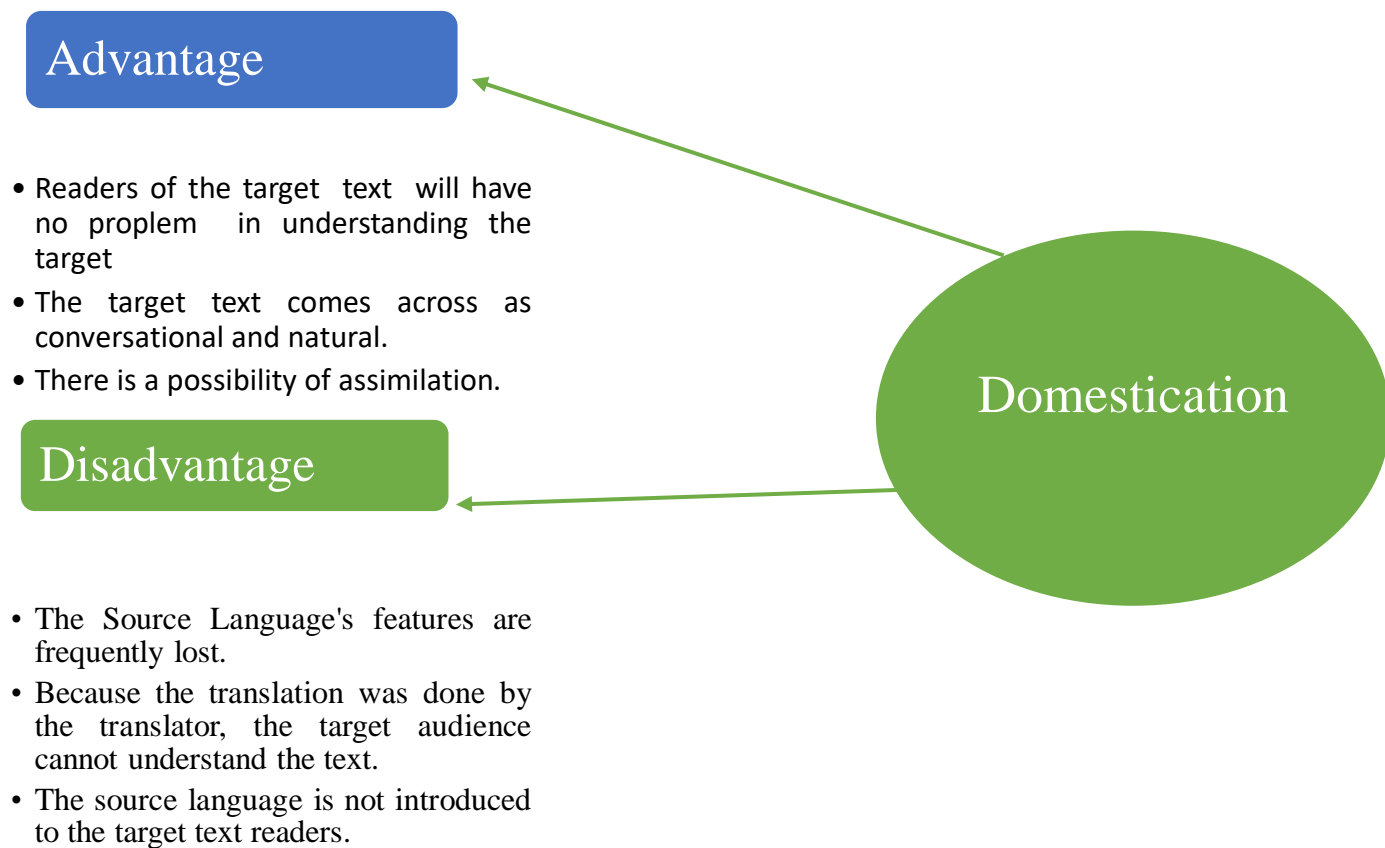 Advantage
• Readers of the target text will have
no proplem in understanding the
target
• The target text comes across as
conversational and natural.
• There is a possibility of assimilation.
Domestication
Disadvantage
• The Source Language's features are
frequently lost.
• Because the translation was done by
the translator, the target audience
cannot understand the text.
• The source language is not introduced
to the target text readers.